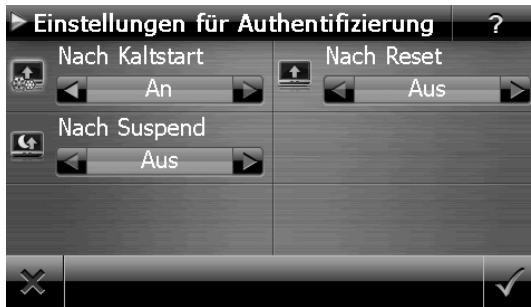 Einstellungen für Authentifizierung ?
Nach Kaltstart
An
Nach Reset
Aus
Nach Suspend
Aus